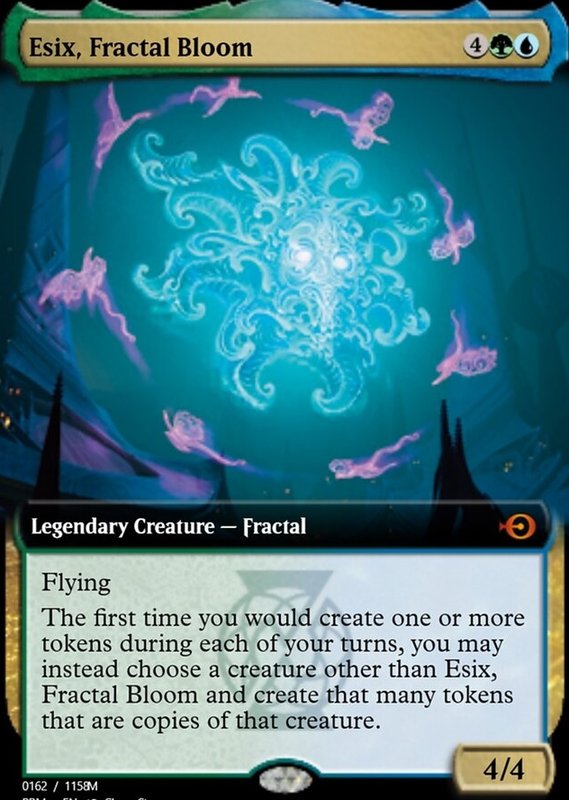 Esix, Fractal Bloom 4
Legendary Creature — Fractal
Flying
The first time you would create one or more
tokens during each of your turns, you may
instead choose a creature other than Esix,
Fractal Bloom and create that many tokens
that are copies of that creature.
4/4
0162 / 1158M